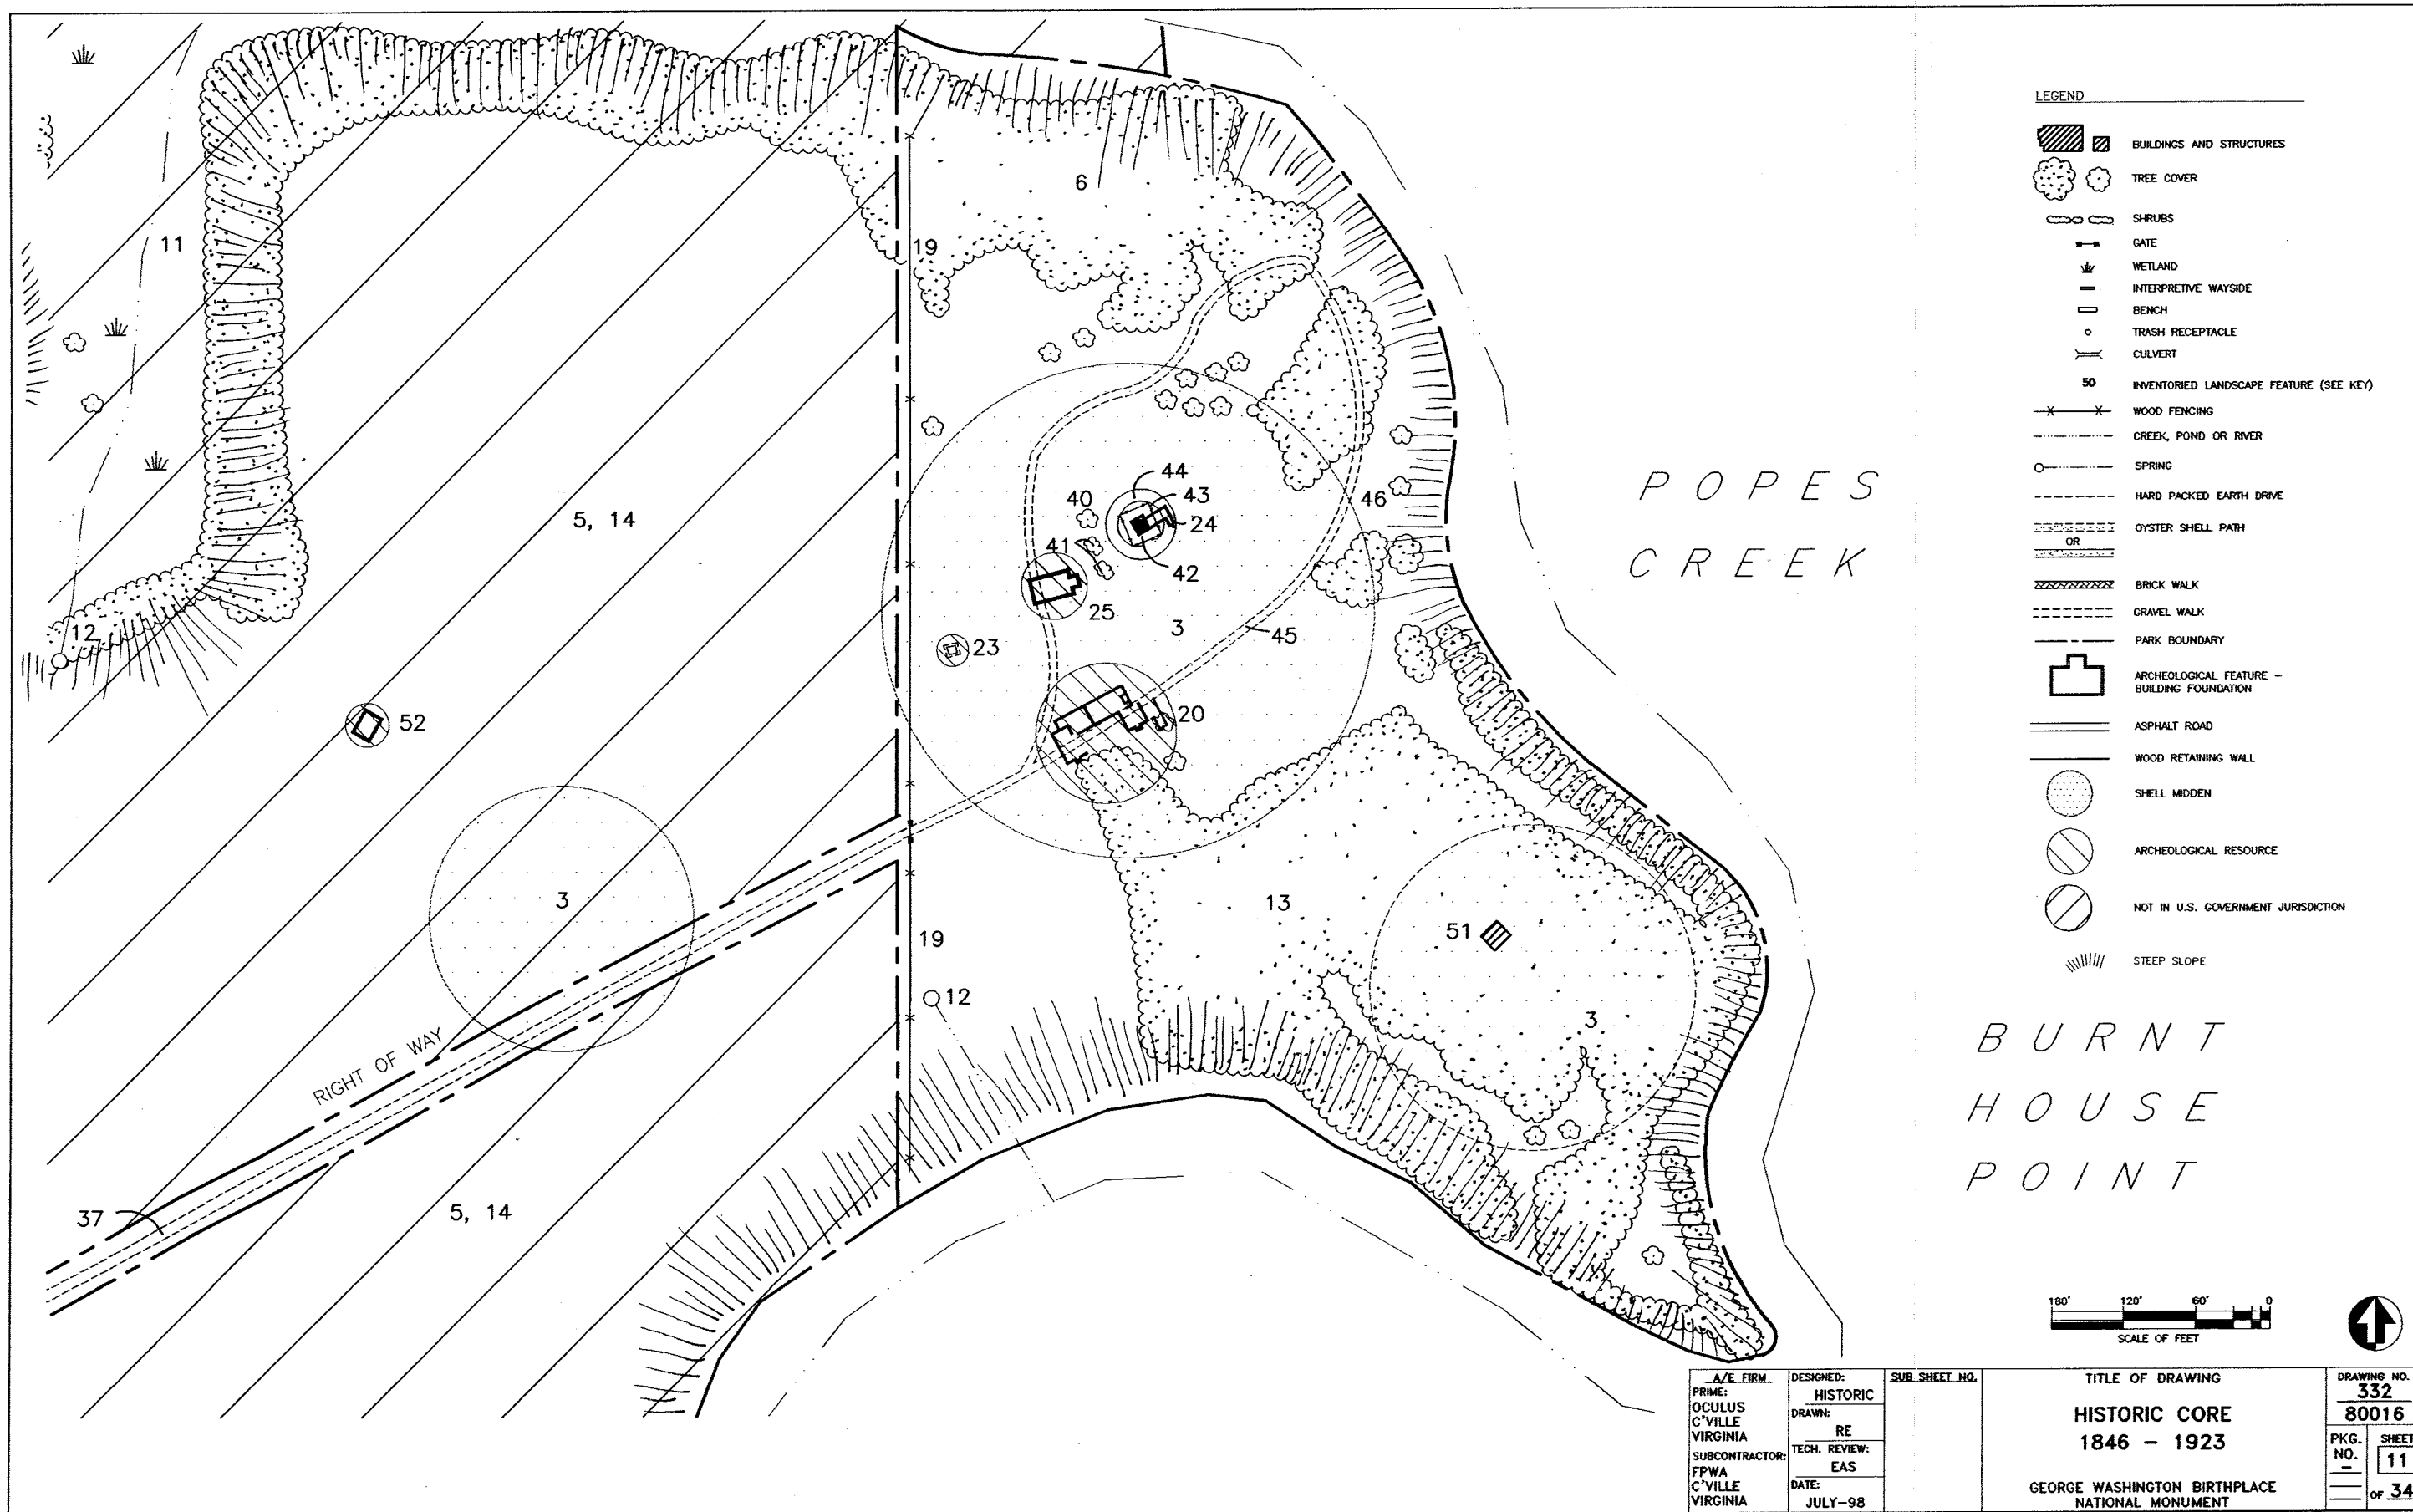 11
6
19
5, 14
12
52
3
44
43
40
24
41
42
46
25
3
45
23
20
19
13
51
3
12
RIGHT OF WAY
37
5, 14
POPES
CREEK
BURNT
HOUSE
POINT
LEGEND
BUILDINGS AND STRUCTURES
TREE COVER
SHRUBS
GATE
WETLAND
INTERPRETIVE WAYSIDE
BENCH
TRASH RECEPTACLE
CULVERT
50 INVENTORIED LANDSCAPE FEATURE (SEE KEY)
WOOD FENCING
CREEK, POND OR RIVER
SPRING
HARD PACKED EARTH DRIVE
OYSTER SHELL PATH
OR
BRICK WALK
GRAVEL WALK
PARK BOUNDARY
ARCHEOLOGICAL FEATURE –
BUILDING FOUNDATION
ASPHALT ROAD
WOOD RETAINING WALL
SHELL MIDDEN
ARCHEOLOGICAL RESOURCE
NOT IN U.S. GOVERNMENT JURISDICTION
STEEP SLOPE
180' 120' 60' 0
SCALE OF FEET
A/E FIRM
PRIME:
OCULUS
C'VILLE
VIRGINIA
SUBCONTRACTOR:
FPWA
C'VILLE
VIRGINIA
DESIGNED:
HISTORIC
DRAWN:
RE
TECH. REVIEW:
EAS
DATE:
JULY-98
SUB SHEET NO.
TITLE OF DRAWING
HISTORIC CORE
1846 – 1923
GEORGE WASHINGTON BIRTHPLACE
NATIONAL MONUMENT
DRAWING NO.
332
80016
PKG.
NO.
–
SHEET
11
OF 34